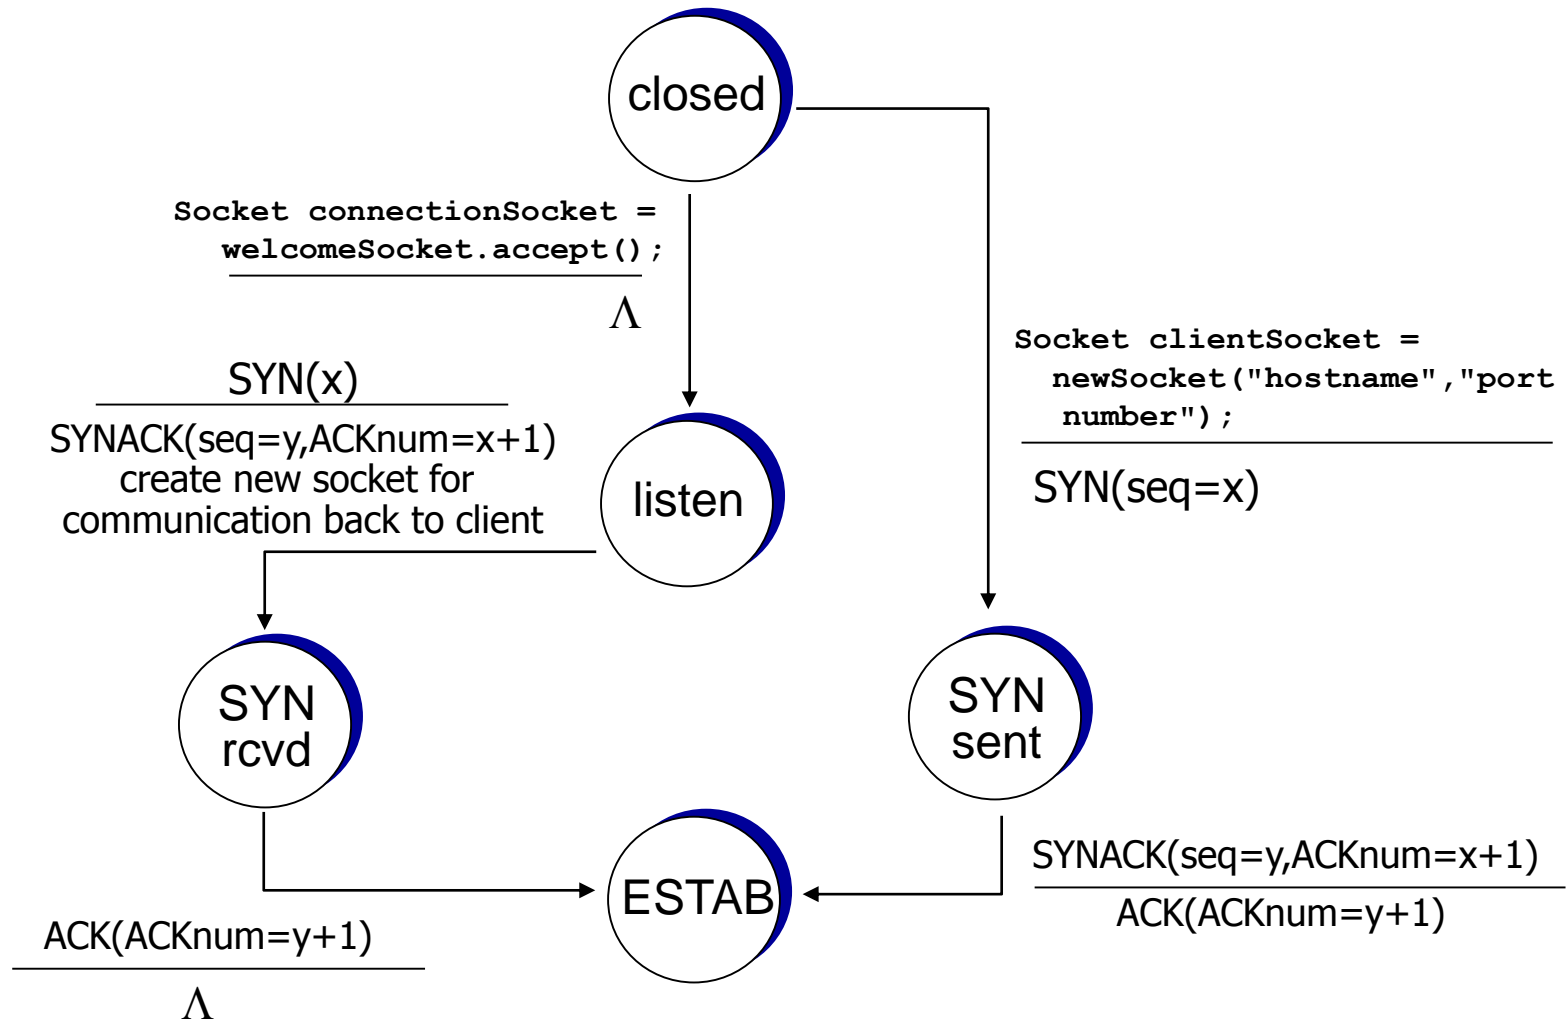 closed
Socket connectionSocket =
welcomeSocket.accept();
Λ
Socket clientSocket =
newSocket("hostname","port
number");
SYN(seq=x)
SYN(x)
SYNACK(seq=y,ACKnum=x+1)
create new socket for
communication back to client
listen
SYN
rcvd
SYN
sent
ESTAB
SYNACK(seq=y,ACKnum=x+1)
ACK(ACKnum=y+1)
ACK(ACKnum=y+1)
Λ